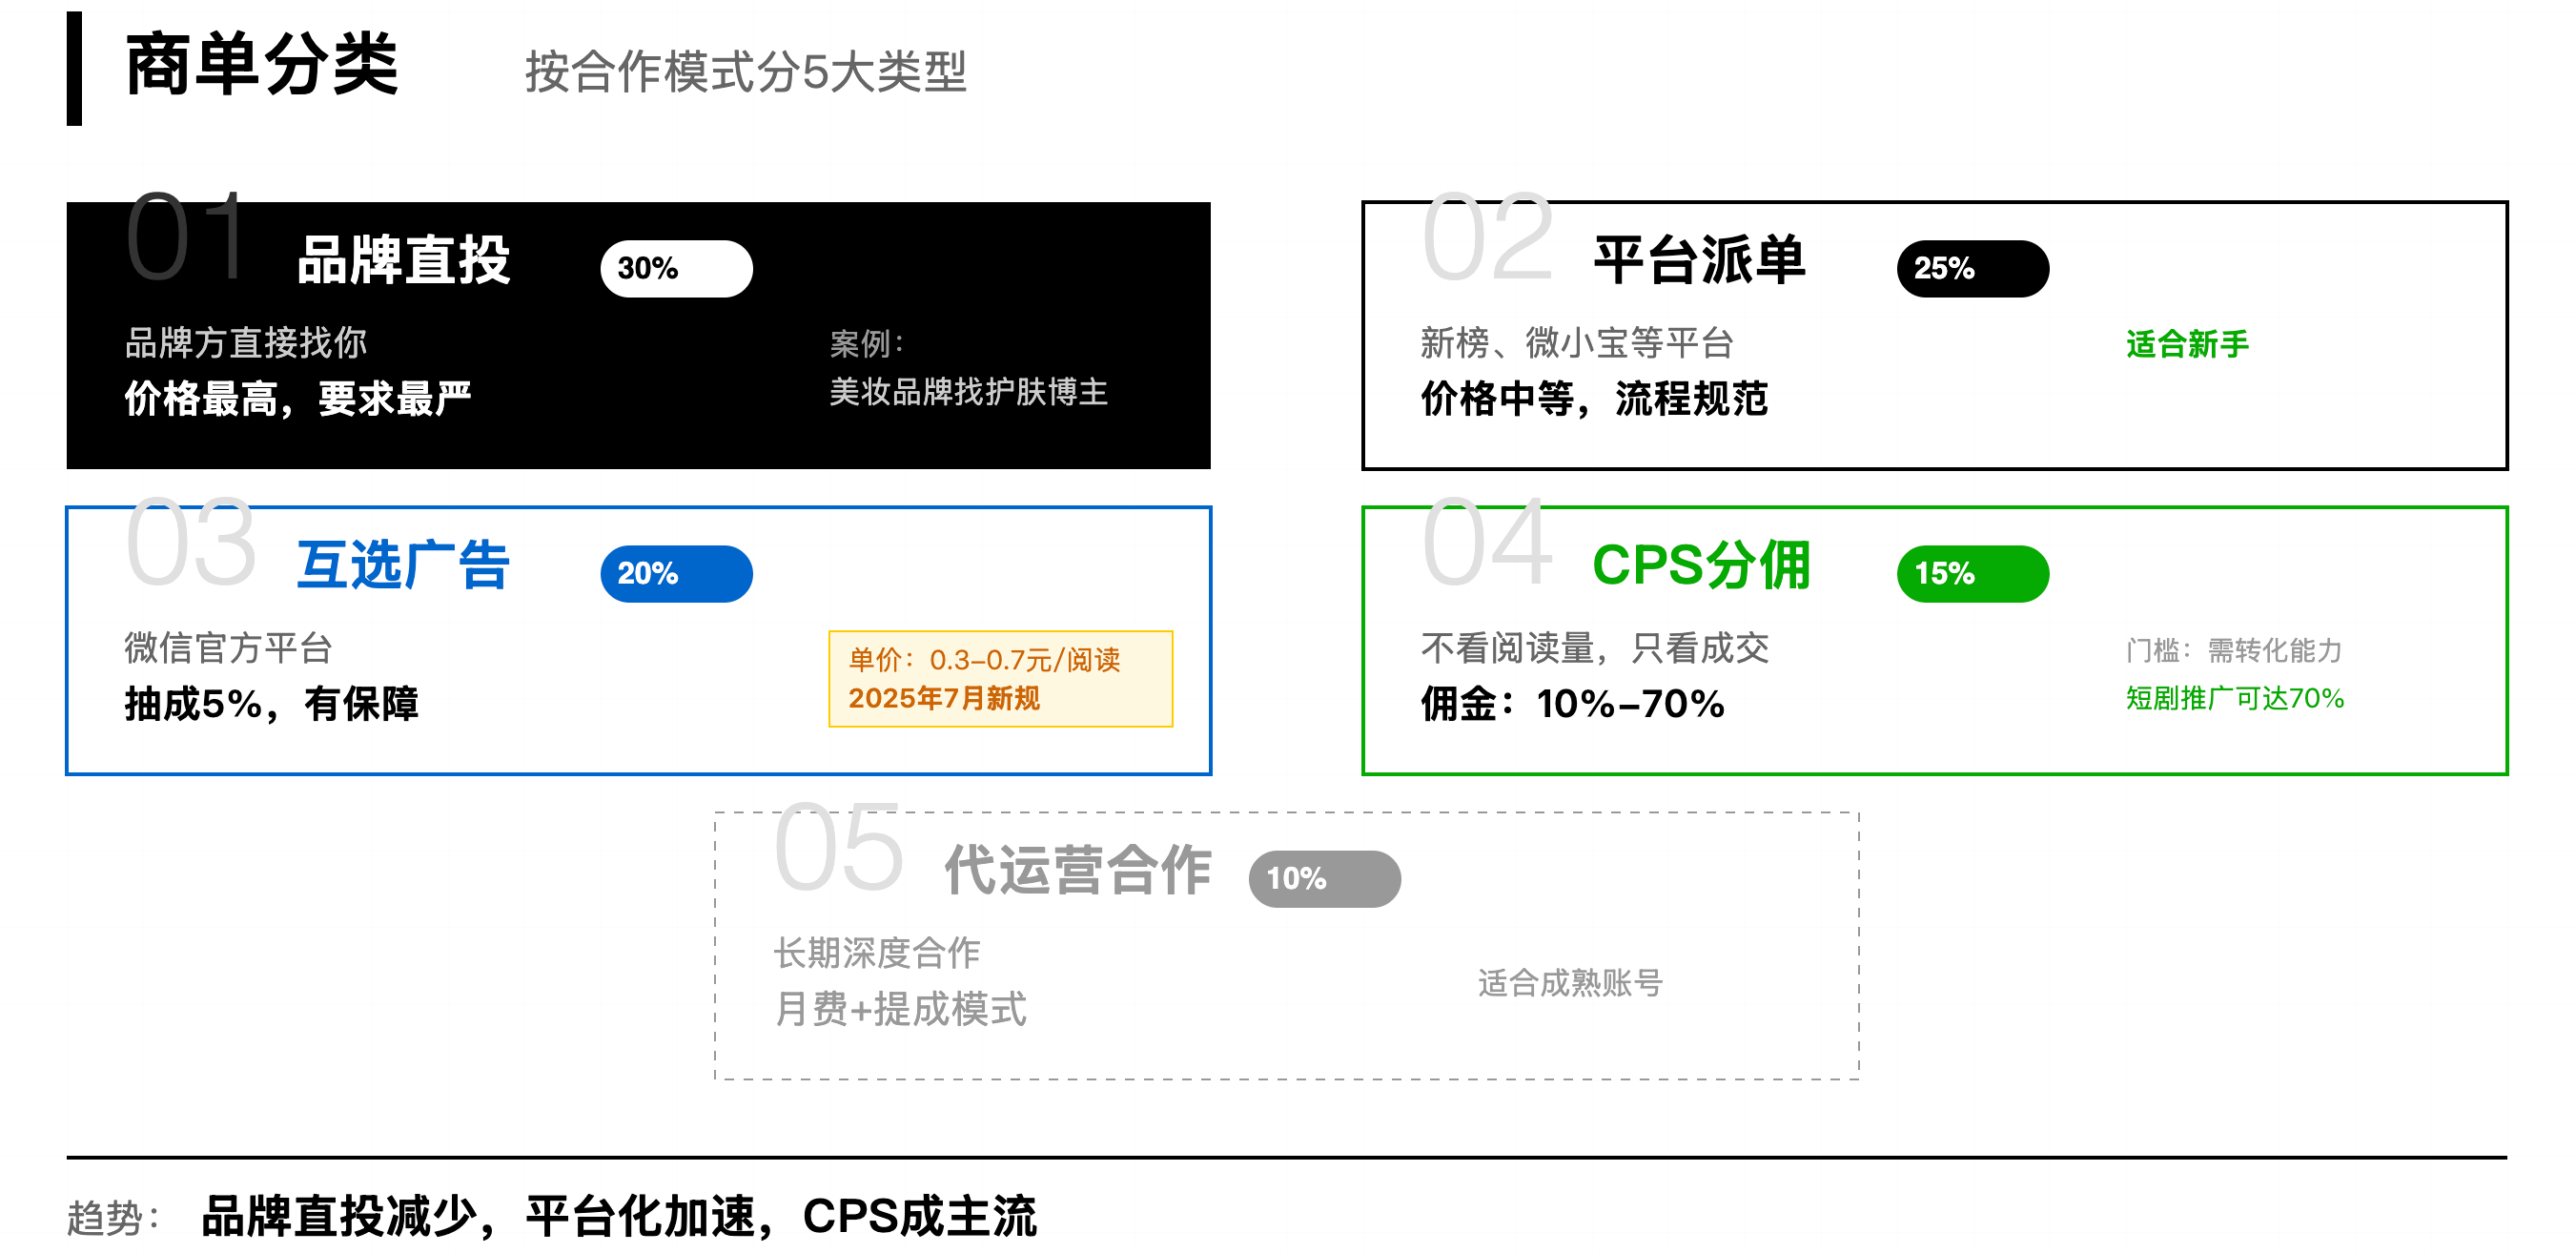 商单分类
按合作模式分5大类型
01
品牌直投
30%
品牌方直接找你
价格最高，要求最严
案例：
美妆品牌找护肤博主
02
平台派单
25%
新榜、微小宝等平台
价格中等，流程规范
适合新手
03
互选广告
20%
微信官方平台
抽成5%，有保障
单价：0.3–0.7元/阅读
2025年7月新规
04
CPS分佣
15%
不看阅读量，只看成交
佣金：10%–70%
门槛：需转化能力
短剧推广可达70%
05
代运营合作
10%
长期深度合作
月费+提成模式
适合成熟账号
趋势：
品牌直投减少，平台化加速，CPS成主流